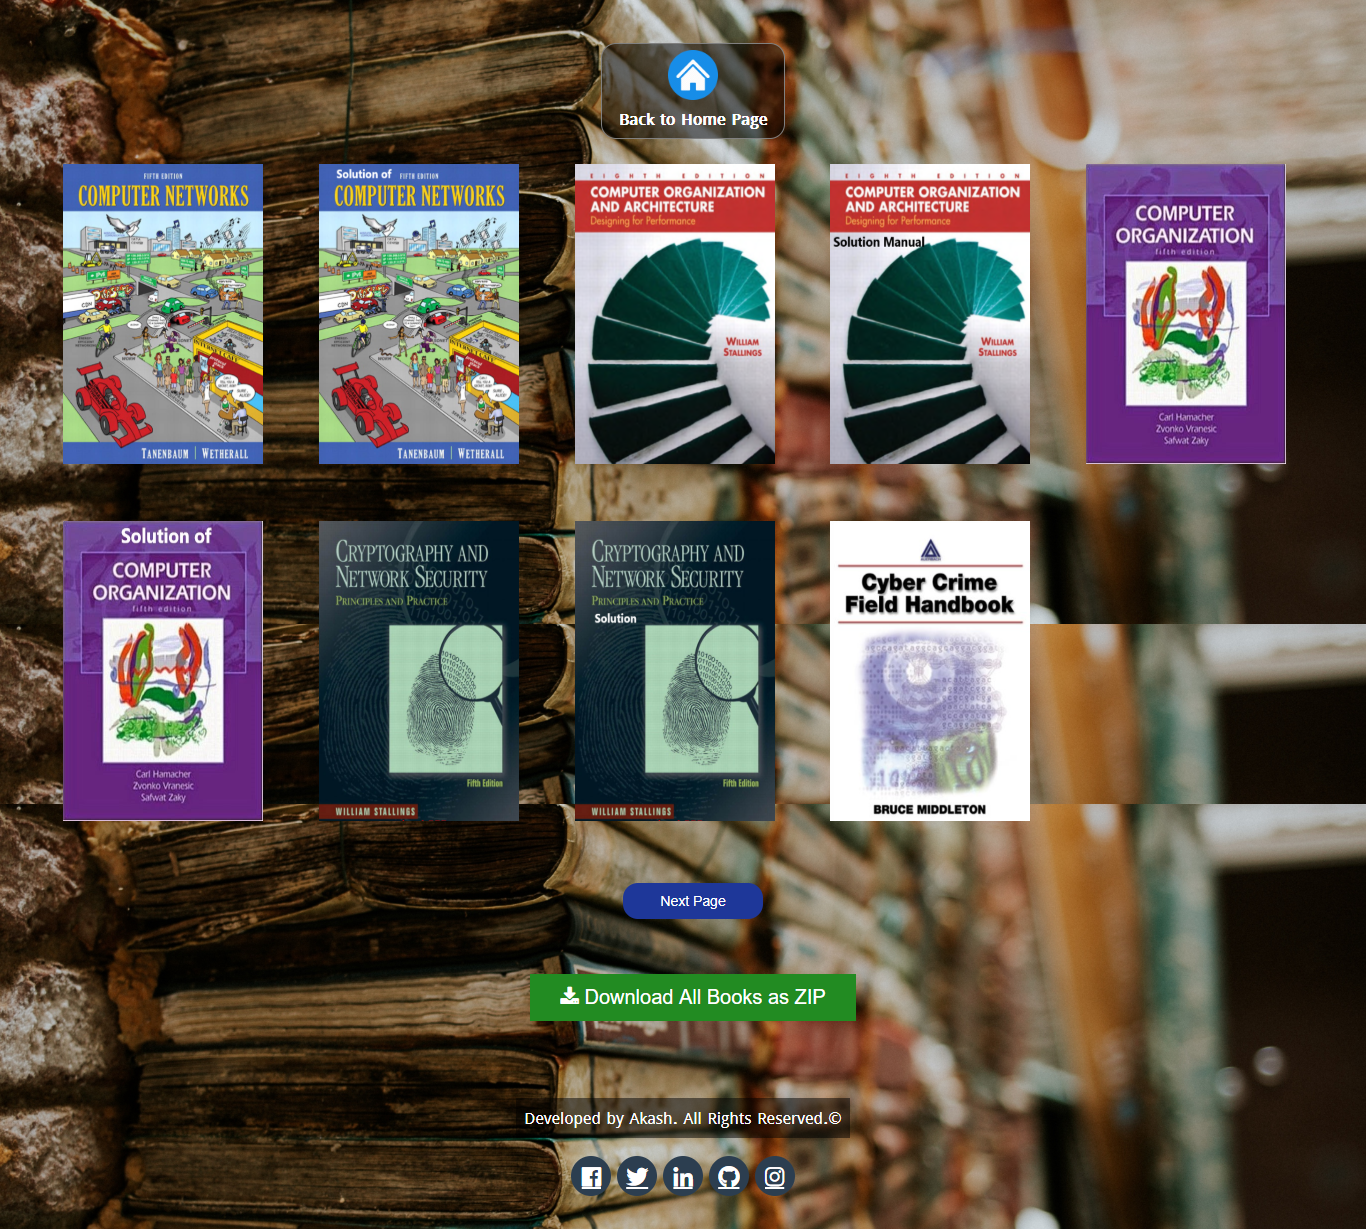 Back to Home Page
FIFTH EDITION
COMPUTER NETWORKS
TANENBAUM | WETHERALL
Solution of FIFTH EDITION
COMPUTER NETWORKS
TANENBAUM | WETHERALL
EIGHTH EDITION
COMPUTER ORGANIZATION
AND ARCHITECTURE
Designing for Performance
WILLIAM
STALLINGS
EIGHTH EDITION
COMPUTER ORGANIZATION
AND ARCHITECTURE
Designing for Performance
Solution Manual
WILLIAM
STALLINGS
COMPUTER
ORGANIZATION
fifth edition
Carl Hamacher
Zvonko Vranesic
Safwat Zaky
Solution of
COMPUTER
ORGANIZATION
fifth edition
Carl Hamacher
Zvonko Vranesic
Safwat Zaky
CRYPTOGRAPHY AND
NETWORK SECURITY
PRINCIPLES AND PRACTICE
Fifth Edition
WILLIAM STALLINGS
CRYPTOGRAPHY AND
NETWORK SECURITY
PRINCIPLES AND PRACTICE
Solution
Fifth Edition
WILLIAM STALLINGS
Cyber Crime
Field Handbook
BRUCE MIDDLETON
Next Page
Download All Books as ZIP
Developed by Akash. All Rights Reserved.©